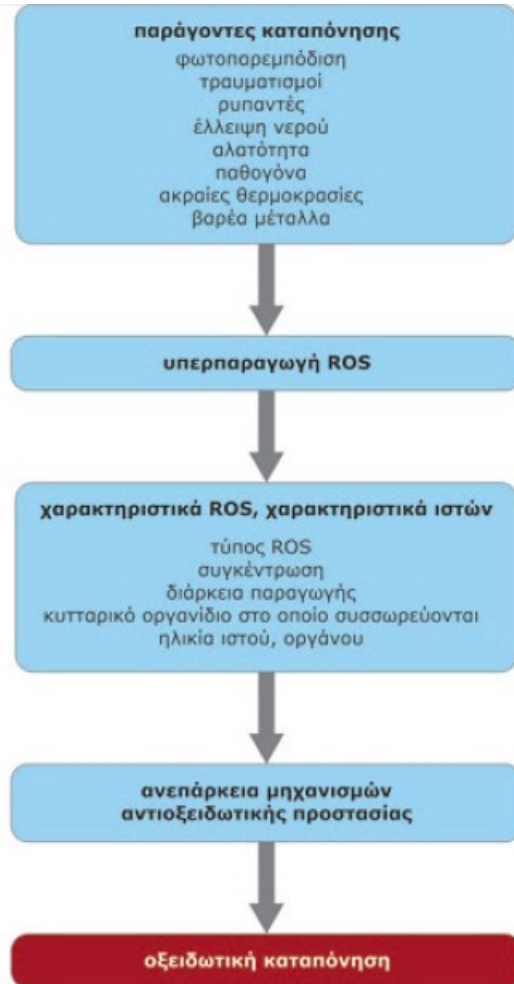 παράγοντες καταπόνησης
φωτοπαρεμπόδιση
τραυματισμοί
ρυπαντές
έλλειψη νερού
αλατότητα
παθογόνα
ακραίες θερμοκρασίες
βαρέα μέταλλα
υπερπαραγωγή ROS
χαρακτηριστικά ROS, χαρακτηριστικά ιστών
τύπος ROS
συγκέντρωση
διάρκεια παραγωγής
κυτταρικό οργανίδιο στο οποίο συσσωρεύονται
ηλικία ιστού, οργάνου
ανεπάρκεια μηχανισμών
αντιοξειδωτικής προστασίας
οξειδωτική καταπόνηση